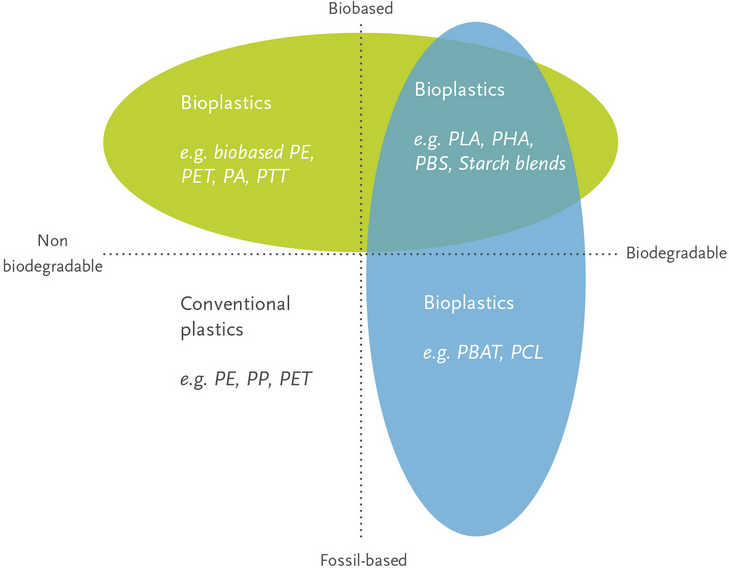 Biobased
Bioplastics
e.g. biobased PE,
PET, PA, PTT
Bioplastics
e.g. PLA, PHA,
PBS, Starch blends
Non
biodegradable
Biodegradable
Conventional
plastics
e.g. PE, PP, PET
Bioplastics
e.g. PBAT, PCL
Fossil-based